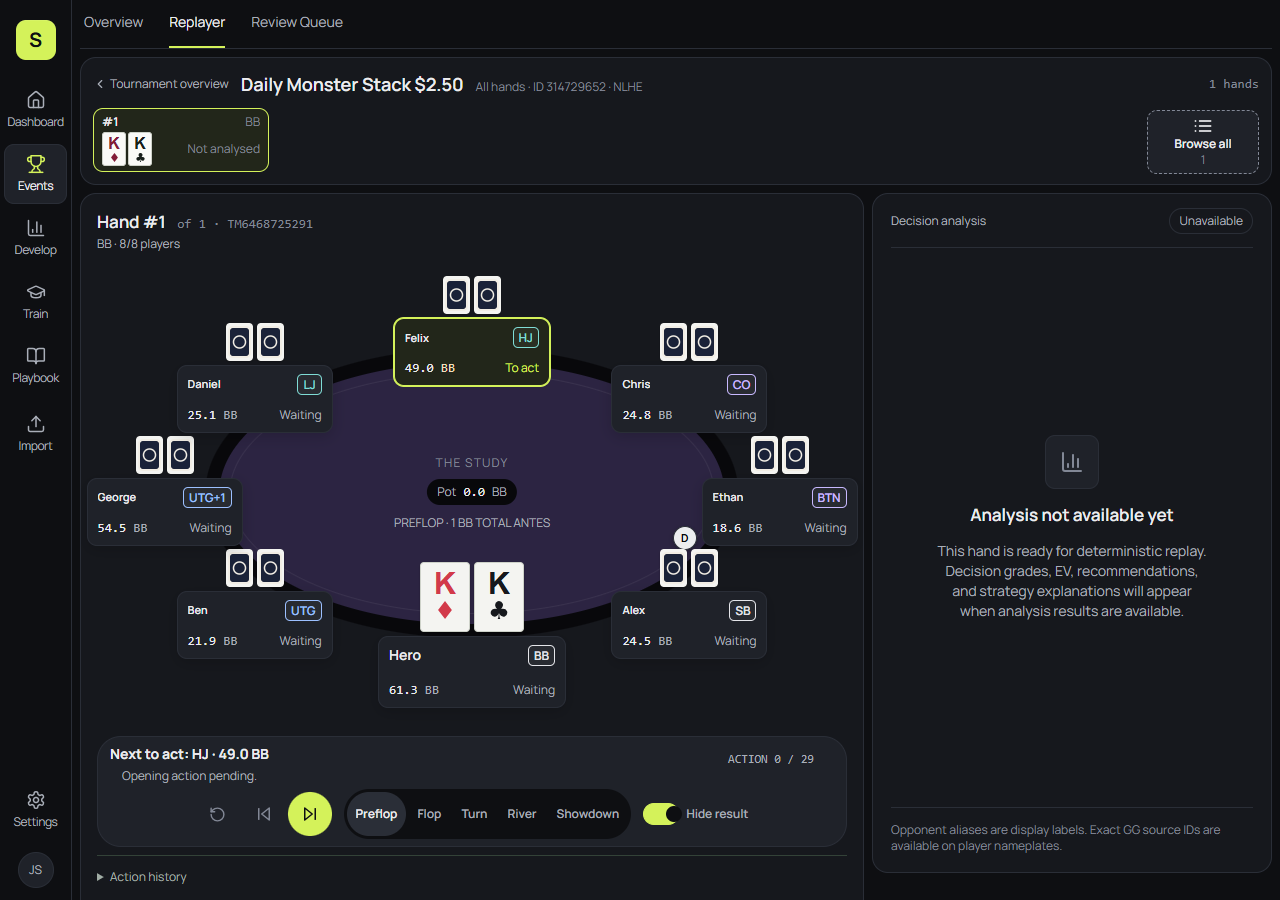 S
Overview Replayer Review Queue
Tournament overview Daily Monster Stack $2.50 All hands · ID 314729652 · NLHE 1 hands
#1 BB
K K
Not analysed
Browse all
1
Dashboard
Events
Develop
Train
Playbook
Import
Settings
JS
Hand #1 of 1 · TM6468725291
BB · 8/8 players
Felix HJ
49.0 BB To act
Daniel LJ
25.1 BB Waiting
Chris CO
24.8 BB Waiting
George UTG+1
54.5 BB Waiting
Ethan BTN
18.6 BB Waiting
THE STUDY
Pot 0.0 BB
PREFLOP · 1 BB TOTAL ANTES
D
K K
Ben UTG
21.9 BB Waiting
Alex SB
24.5 BB Waiting
Hero BB
61.3 BB Waiting
Next to act: HJ · 49.0 BB
Opening action pending.
ACTION 0 / 29
Preflop Flop Turn River Showdown Hide result
Action history
Decision analysis Unavailable
Analysis not available yet
This hand is ready for deterministic replay.
Decision grades, EV, recommendations,
and strategy explanations will appear
when analysis results are available.
Opponent aliases are display labels. Exact GG source IDs are
available on player nameplates.